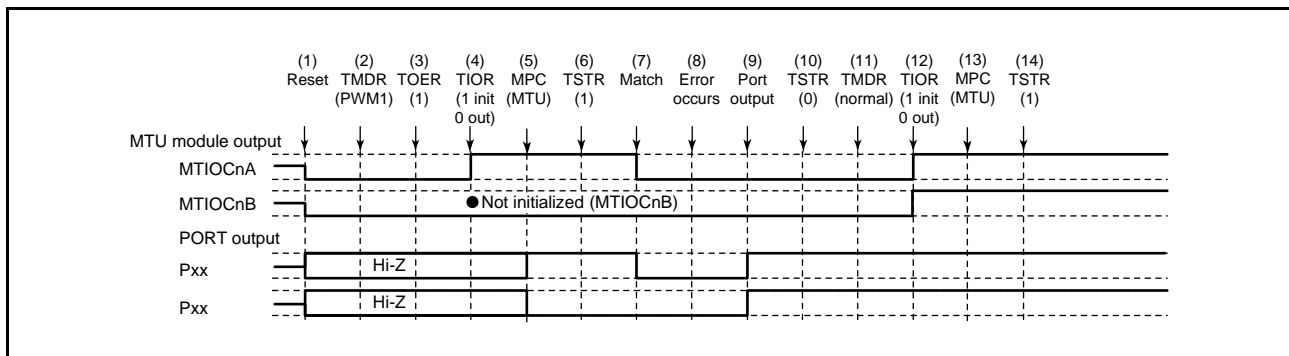 (1) (2) (3) (4) (5) (6) (7) (8) (9) (10) (11) (12) (13) (14)
Reset TMDR TOER TIOR MPC TSTR Match Error Port TSTR TMDR TIOR MPC TSTR
(PWM1) (1) (1 init (MTU) (1) occurs output (0) (normal) (1 init (MTU) (1)
0 out) 0 out)
MTU module output
MTIOCnA
MTIOCnB ●Not initialized (MTIOCnB)
PORT output
Pxx Hi-Z
Pxx Hi-Z